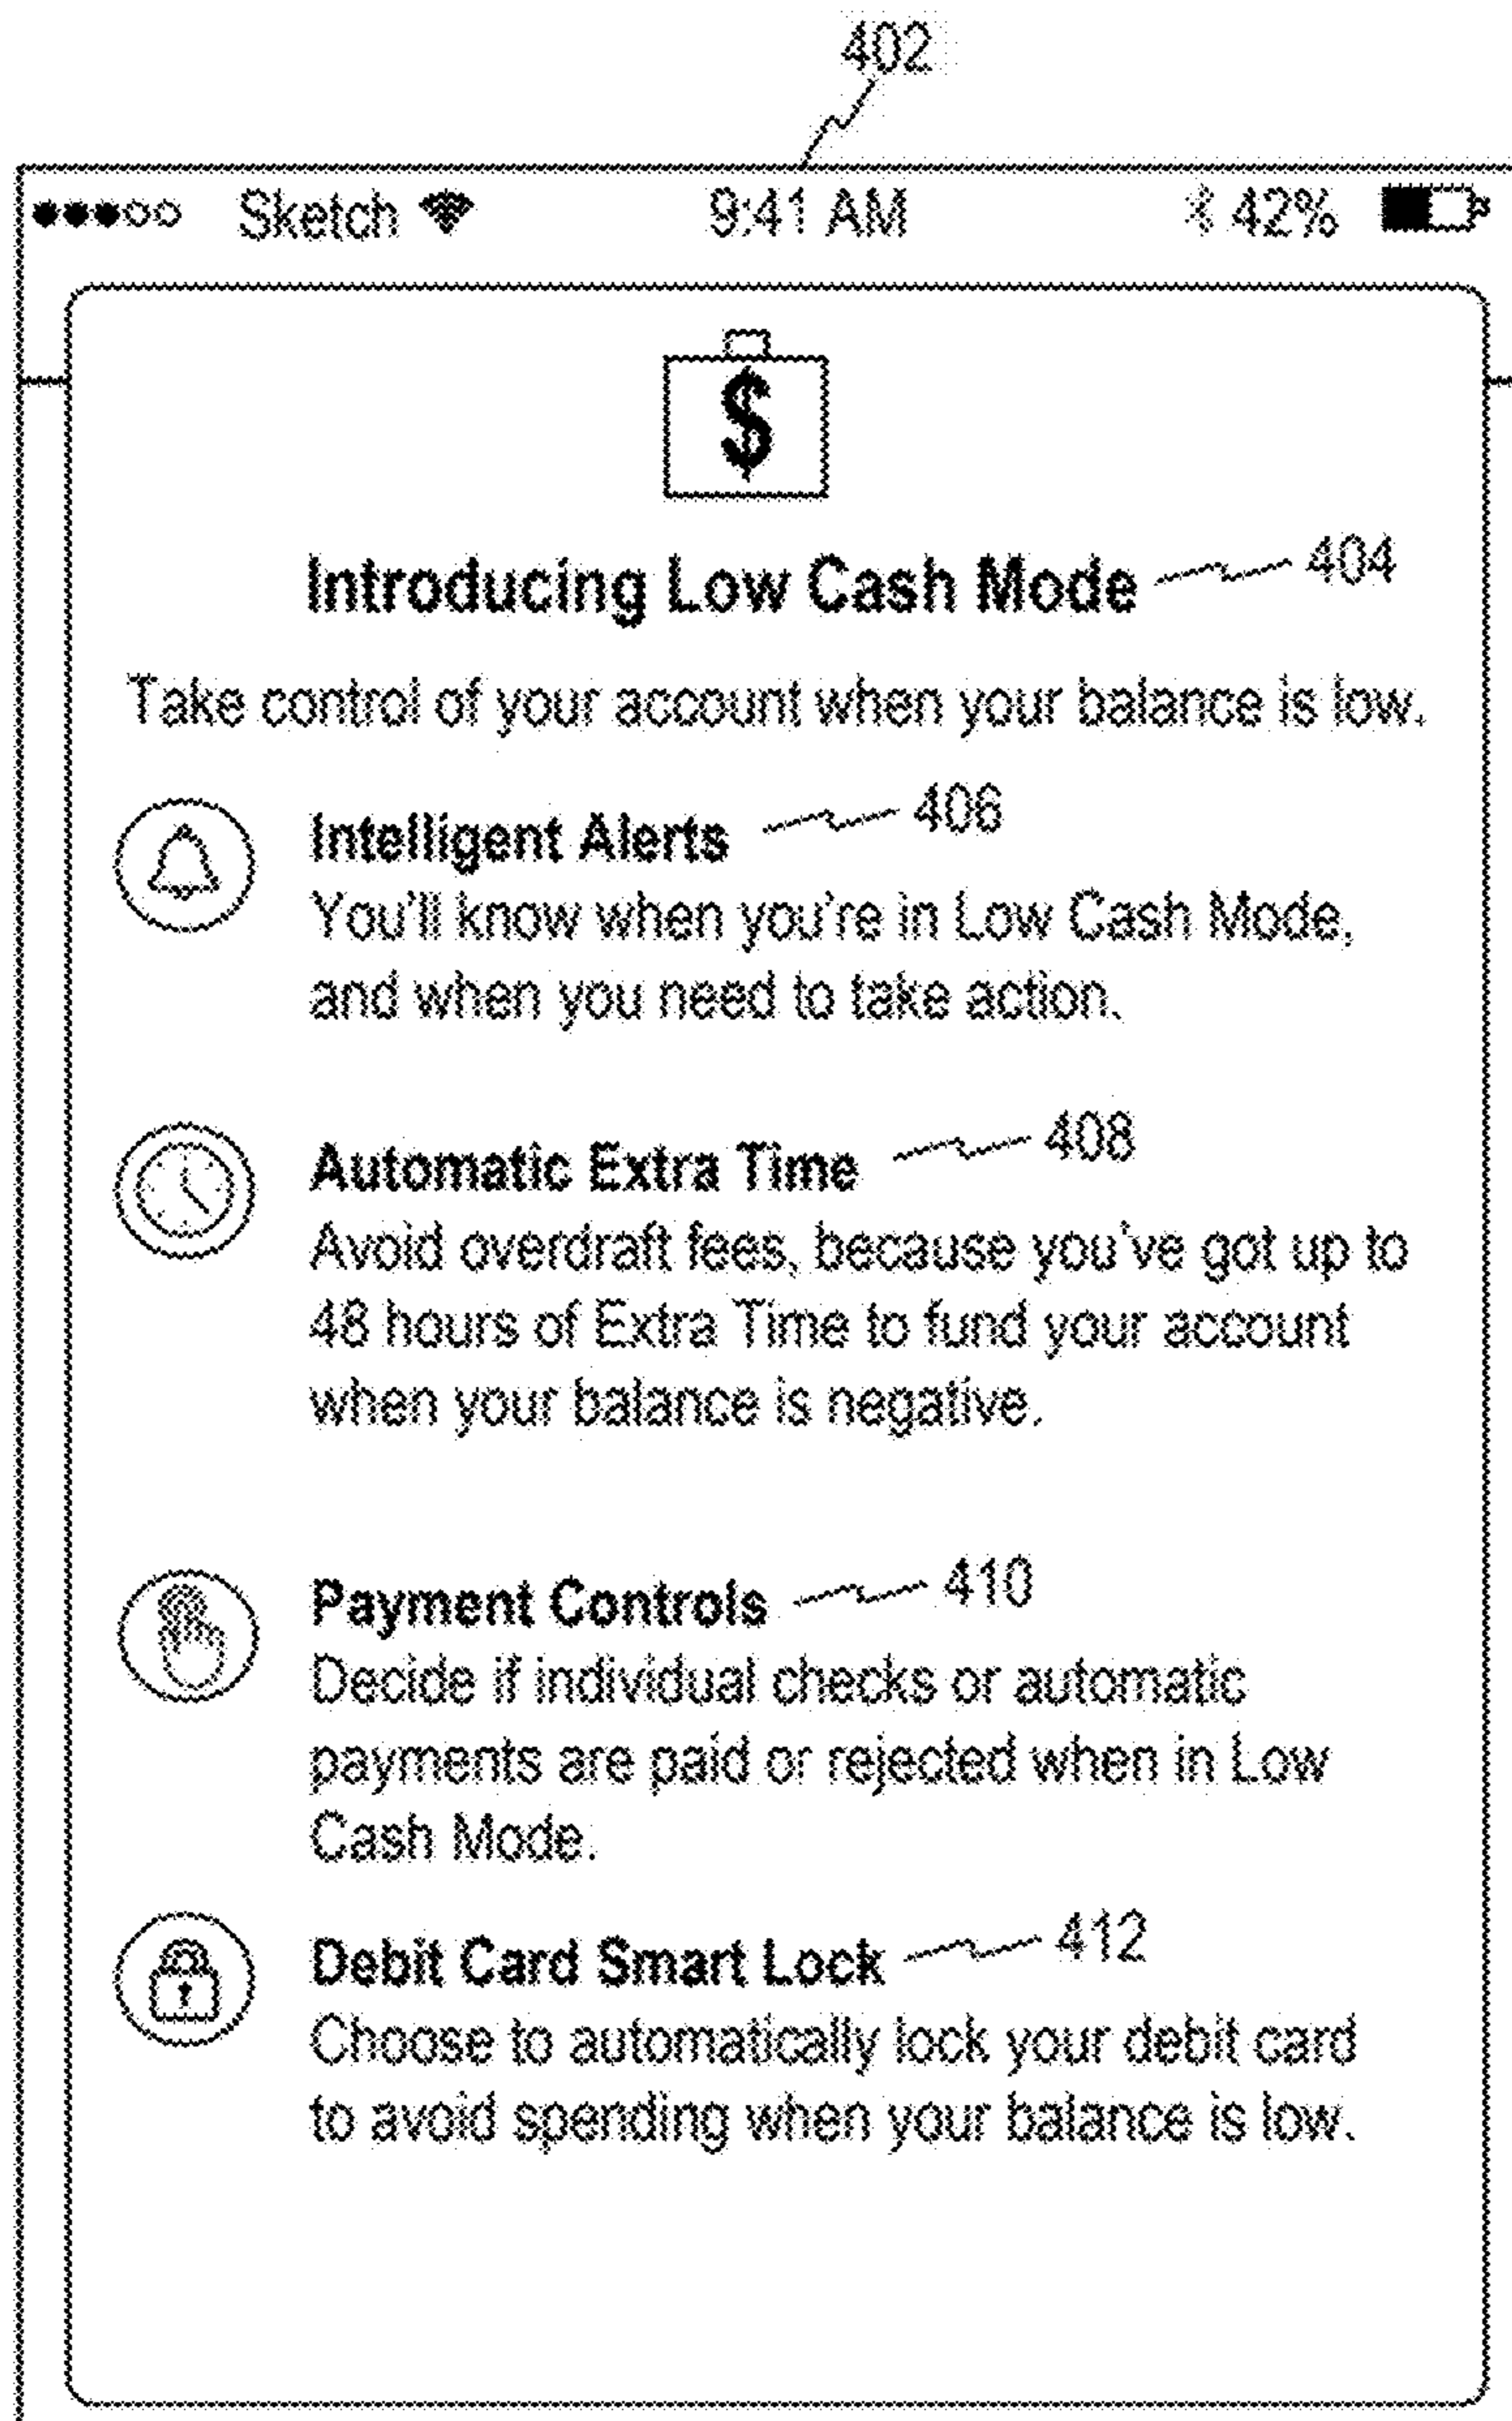 402
Sketch 9:41 AM 42%
$
Introducing Low Cash Mode 404
Take control of your account when your balance is low.
Intelligent Alerts 406
You'll know when you're in Low Cash Mode,
and when you need to take action.
Automatic Extra Time 408
Avoid overdraft fees, because you've got up to
48 hours of Extra Time to fund your account
when your balance is negative.
Payment Controls 410
Decide if individual checks or automatic
payments are paid or rejected when in Low
Cash Mode.
Debit Card Smart Lock 412
Choose to automatically lock your debit card
to avoid spending when your balance is low.